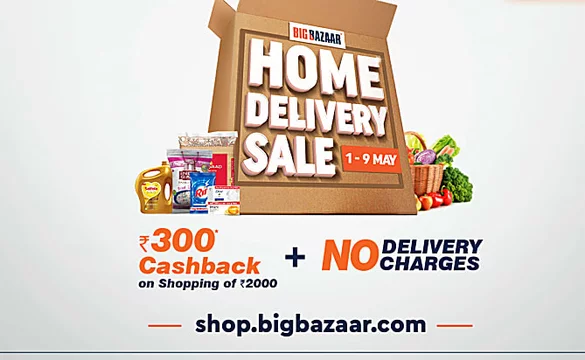 BIG BAZAAR
HOME
DELIVERY
SALE
1 - 9 MAY
₹300*
Cashback
on Shopping of ₹2000
+
NO DELIVERY
CHARGES
shop.bigbazaar.com